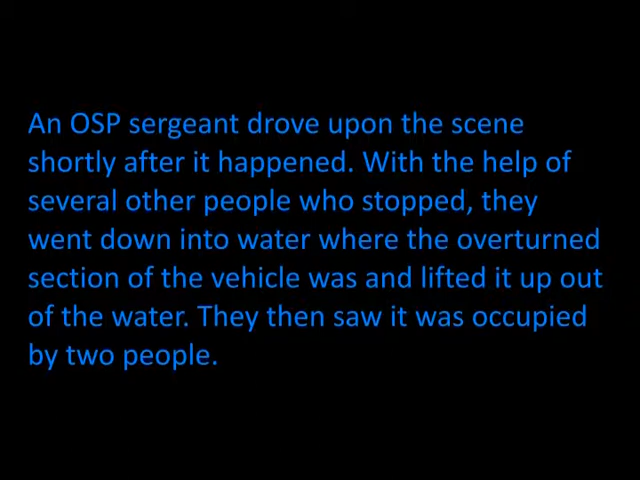 An OSP sergeant drove upon the scene
shortly after it happened. With the help of
several other people who stopped, they
went down into water where the overturned
section of the vehicle was and lifted it up out
of the water. They then saw it was occupied
by two people.